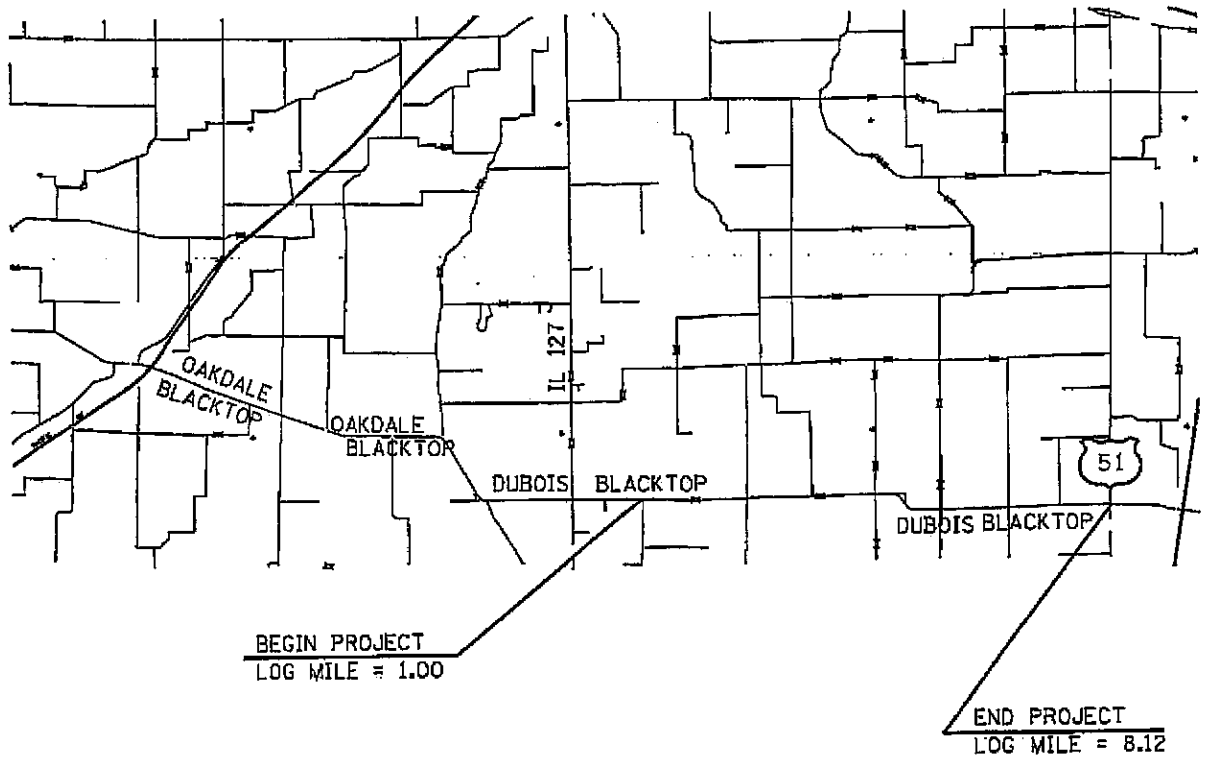 IL 127
OAKDALE
BLACKTOP
OAKDALE
BLACKTOP
DUBOIS BLACKTOP
51
DUBOIS BLACKTOP
BEGIN PROJECT
LOG MILE = 1.00
END PROJECT
LOG MILE = 8.12